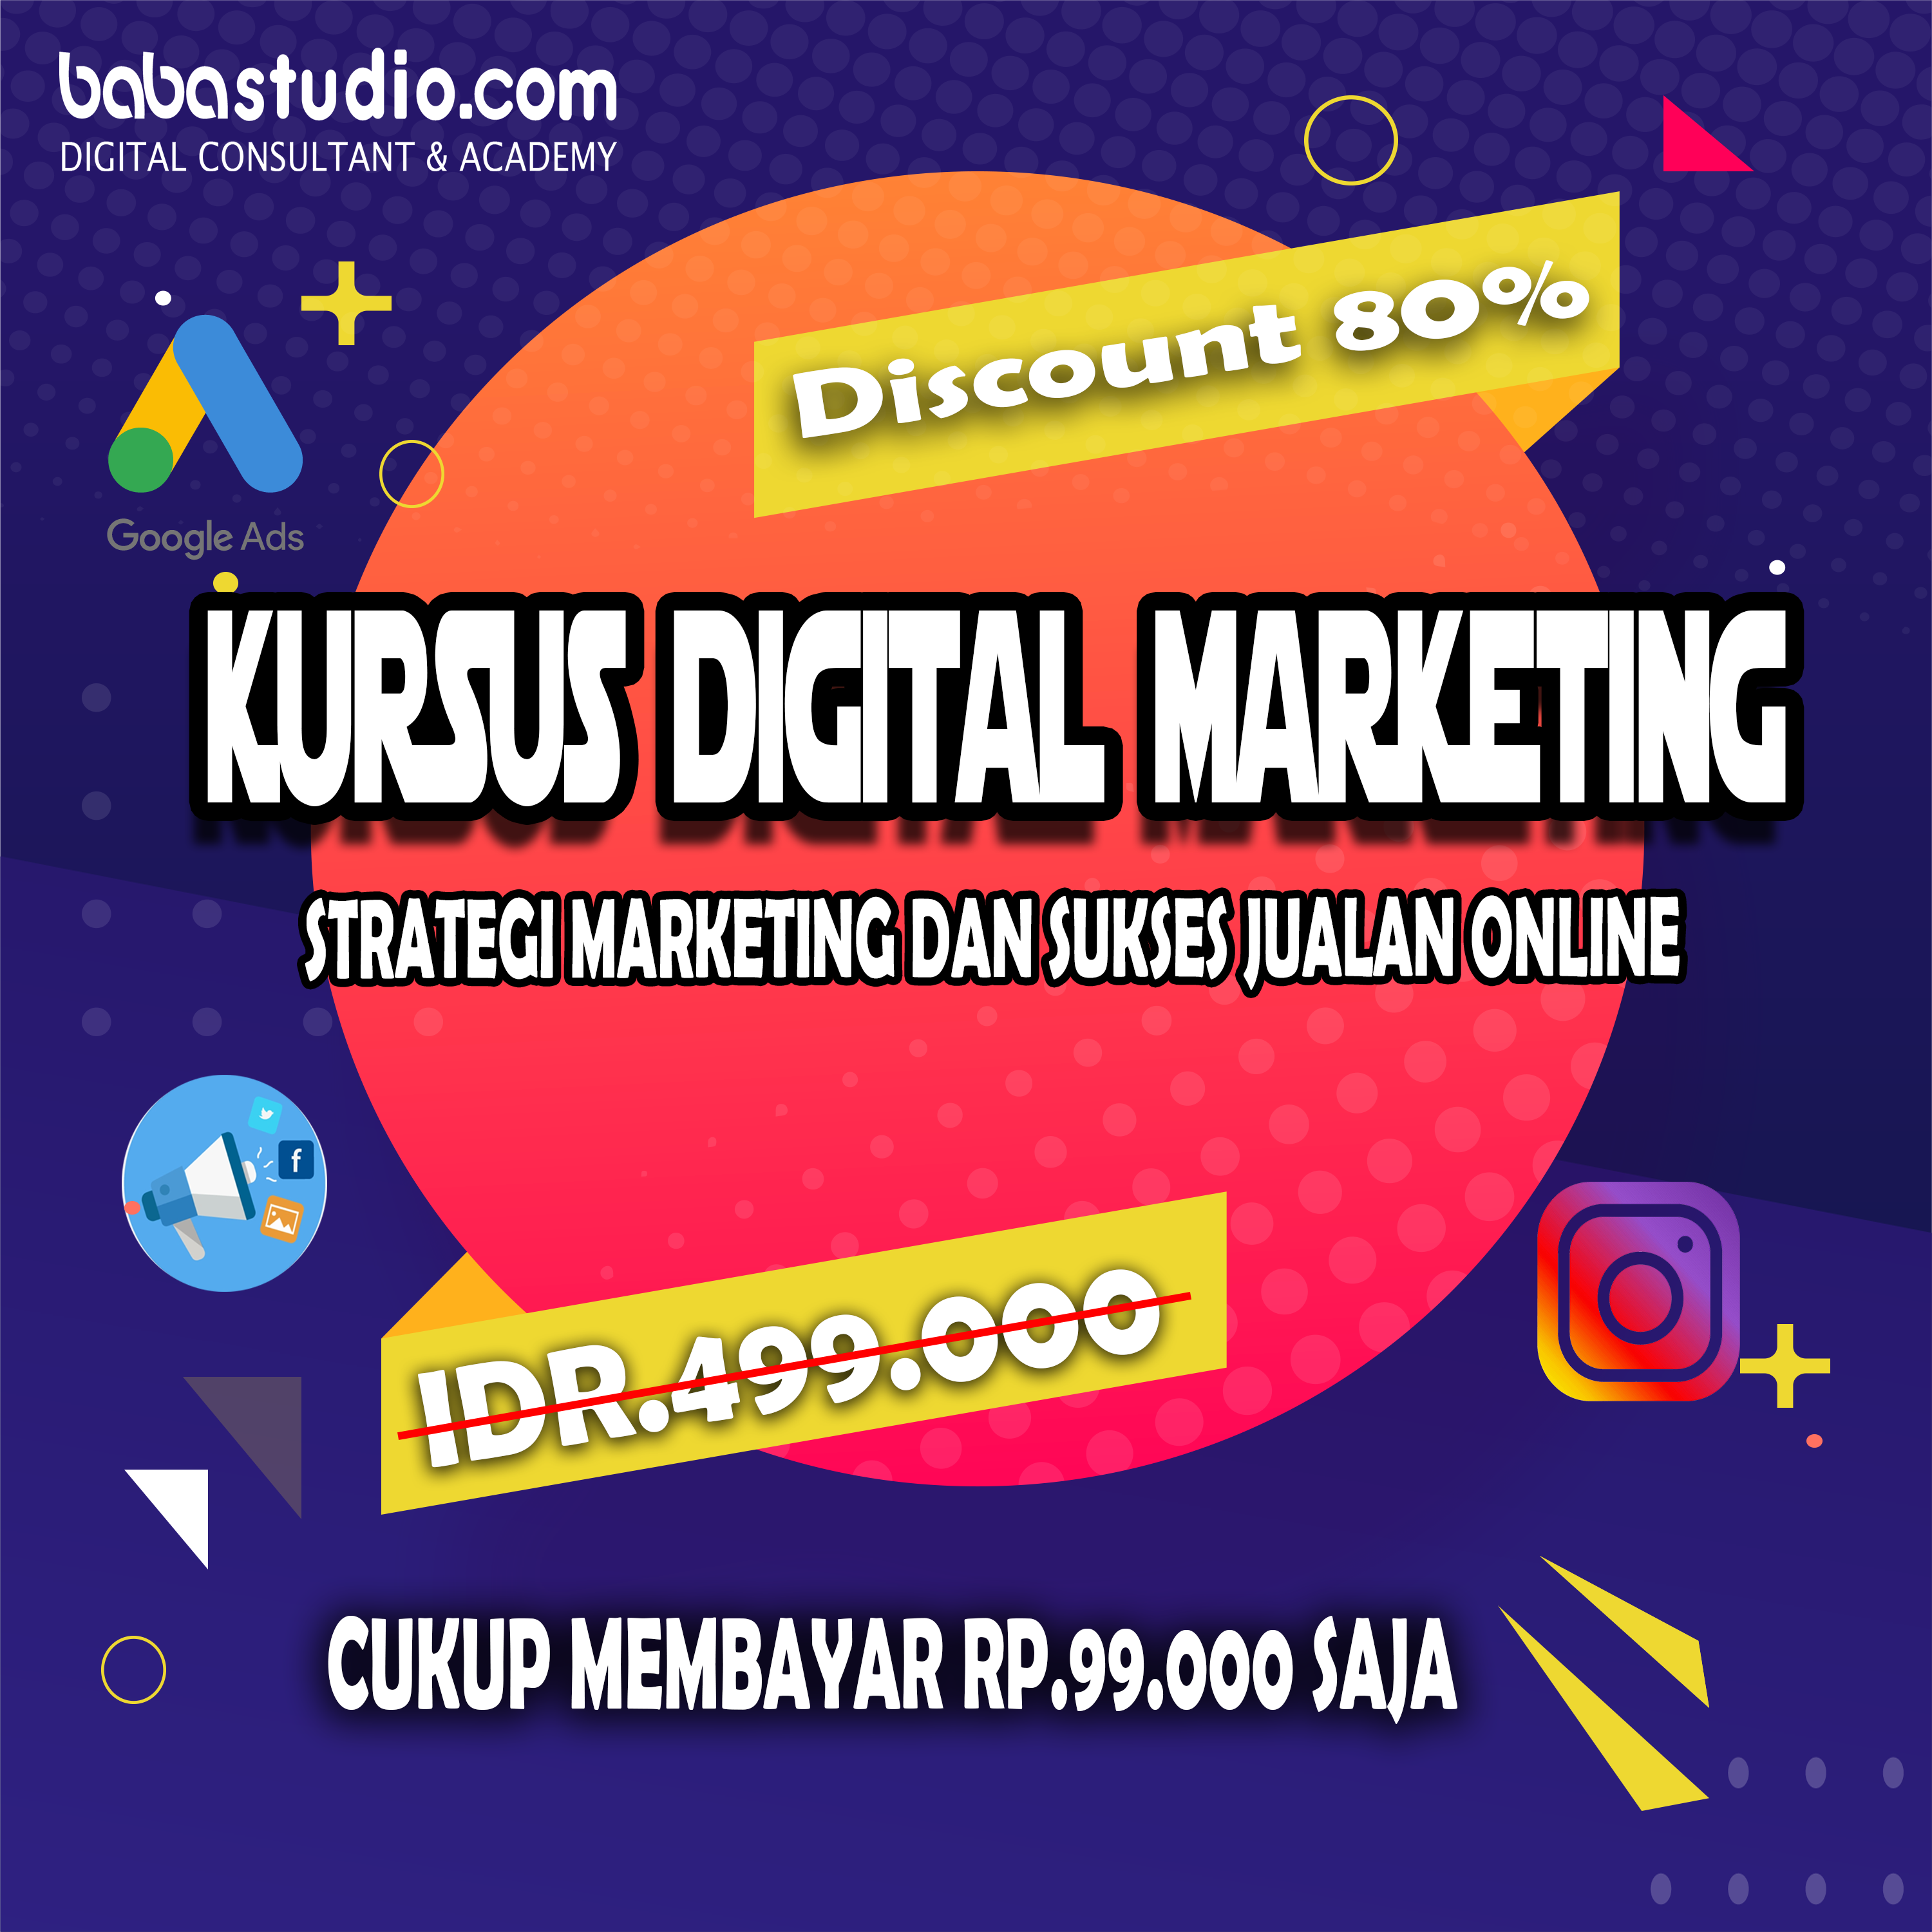 babastudio.com
DIGITAL CONSULTANT & ACADEMY
Discount 80%
Google Ads
KURSUS DIGITAL MARKETING
STRATEGI MARKETING DAN SUKSES JUALAN ONLINE
f
IDR.499.000
CUKUP MEMBAYAR RP.99.000 SAJA